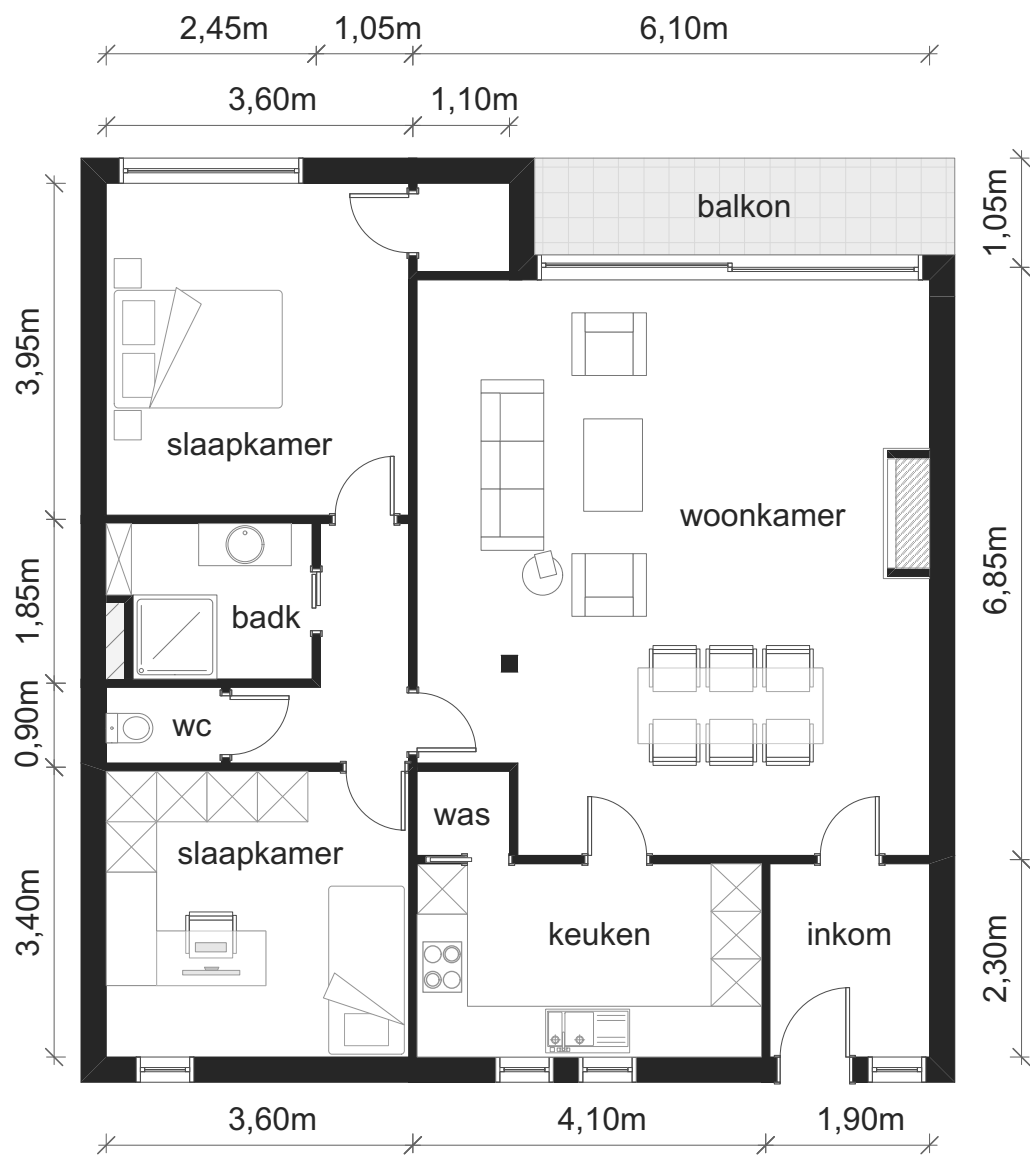 2,45m 1,05m 6,10m
3,60m 1,10m
balkon
1,05m
3,95m
slaapkamer
woonkamer
6,85m
1,85m
badk
0,90m
wc
was
slaapkamer
3,40m
keuken
inkom
2,30m
3,60m 4,10m 1,90m